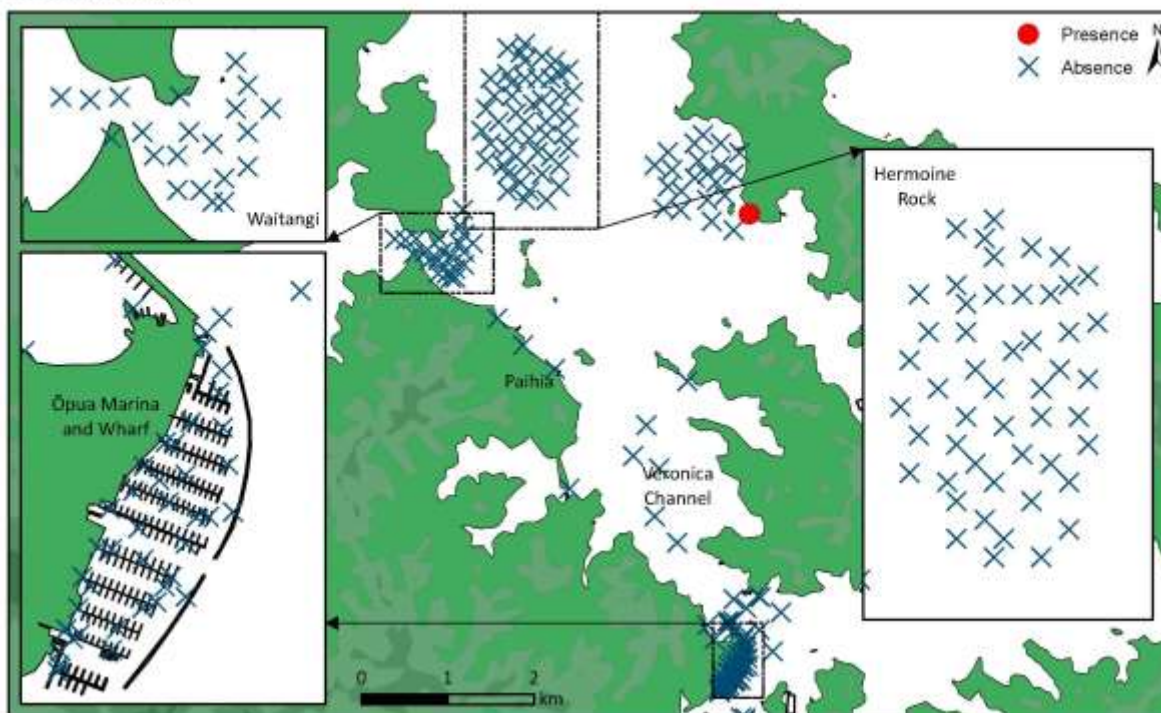 Presence
Absence
N
Waitangi
Hermoine
Rock
Ōpua Marina
and Wharf
Paihia
Veronica
Channel
0
1
2
km